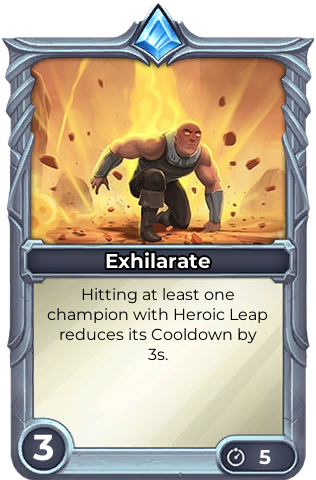 Exhilarate
Hitting at least one
champion with Heroic Leap
reduces its Cooldown by
3s.
3
5